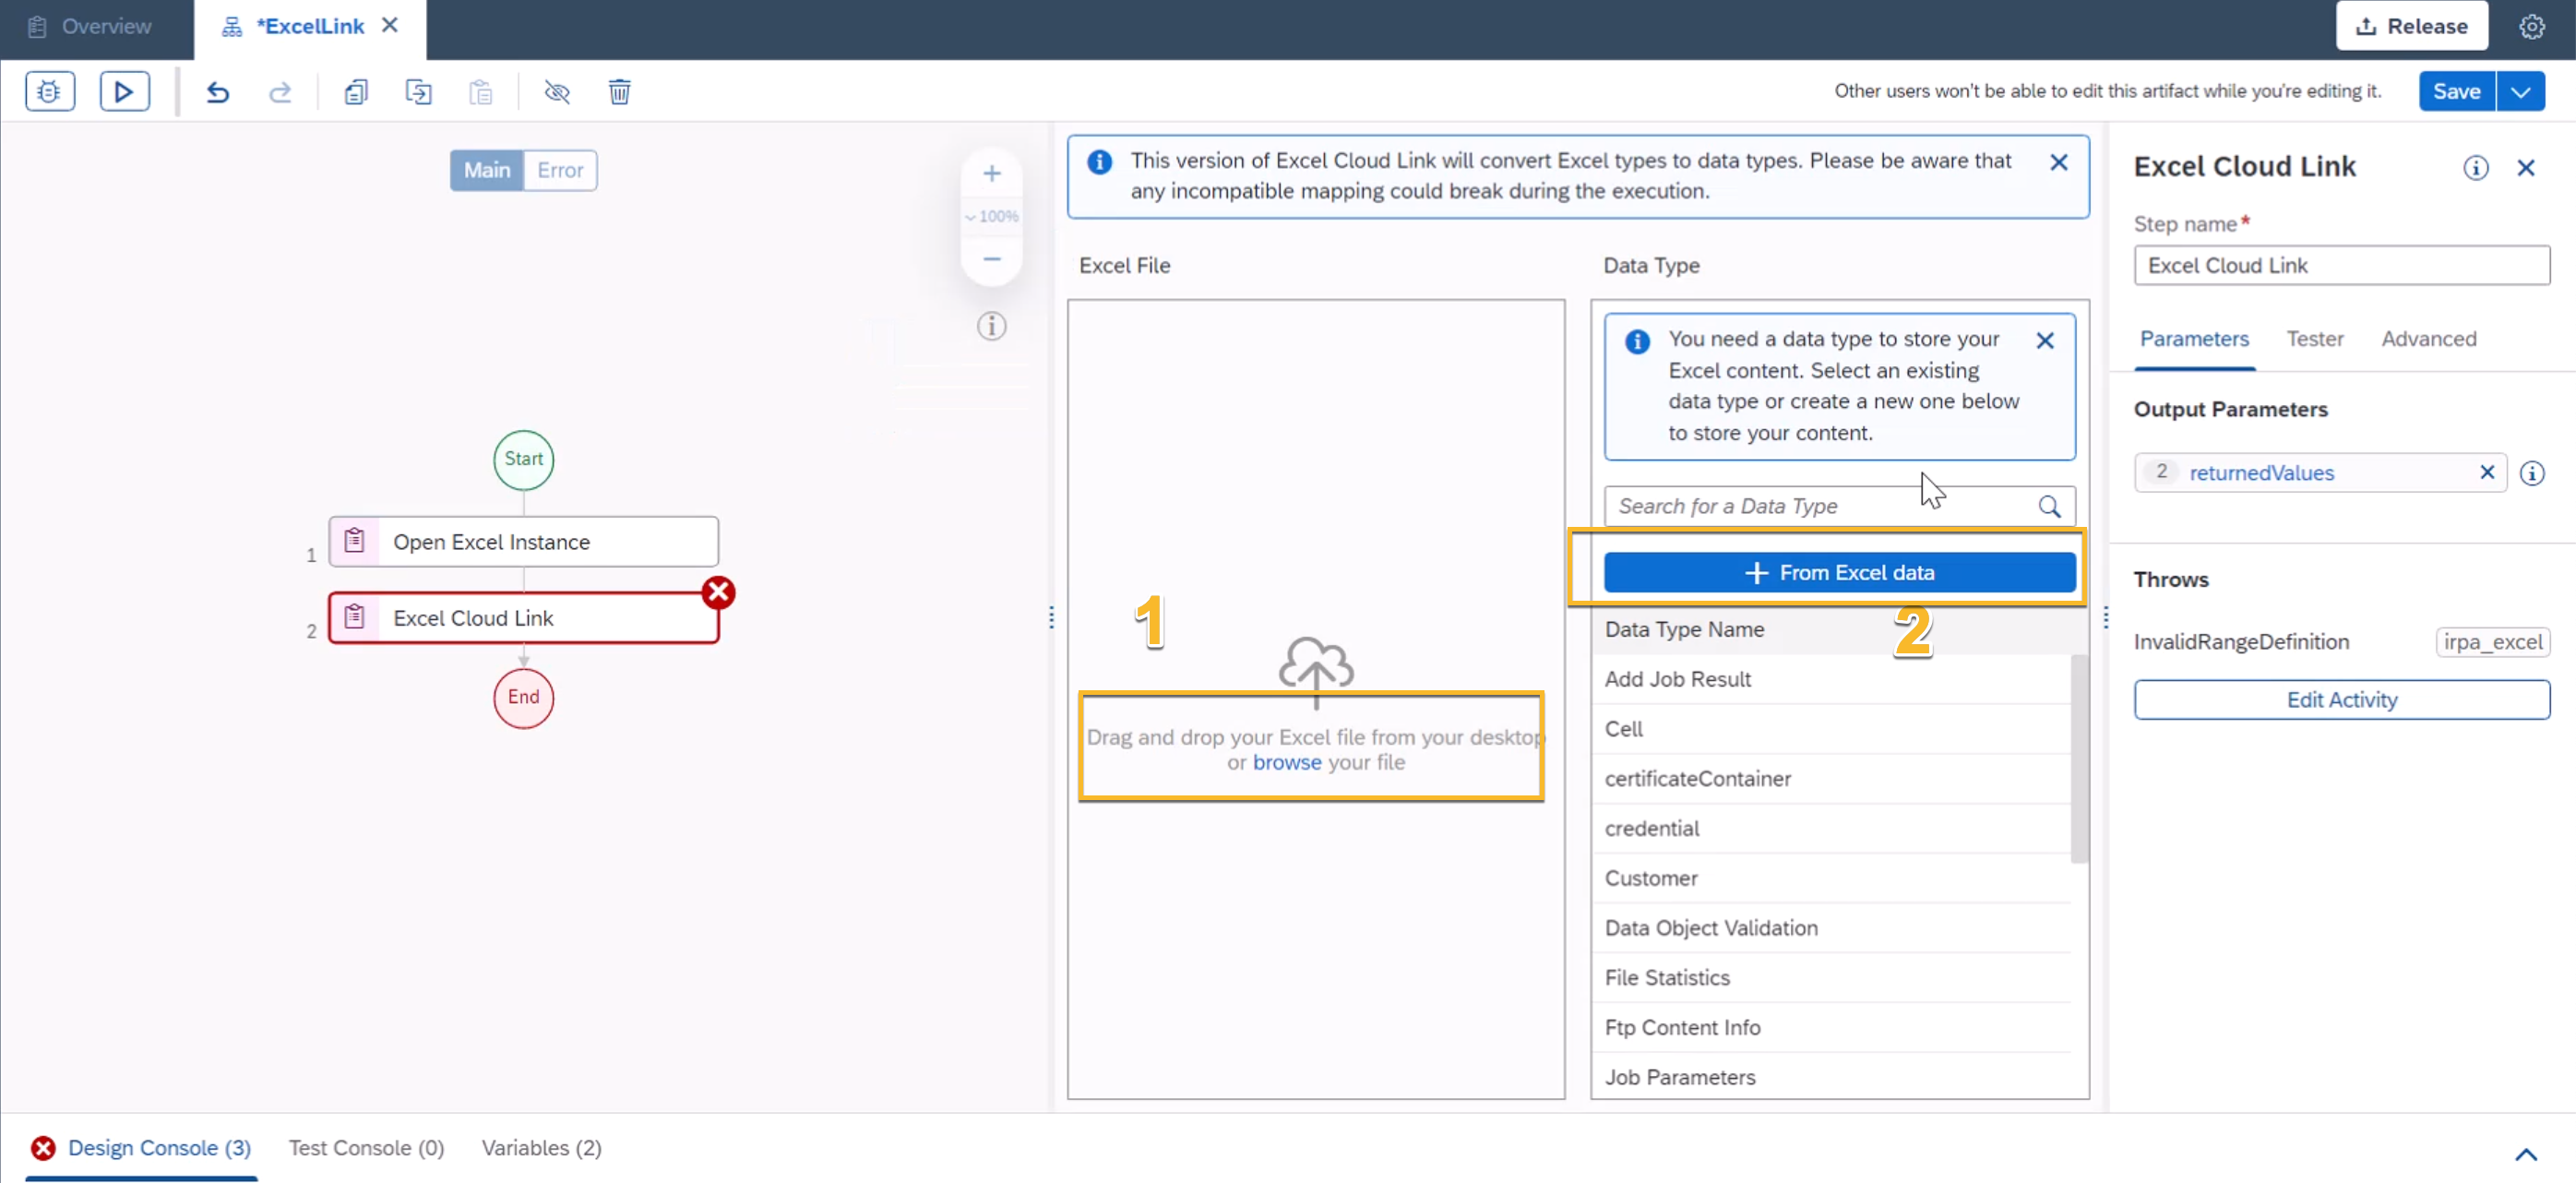 Overview
*ExcelLink
Release
Other users won't be able to edit this artifact while you're editing it.
Save
Main
Error
100%
Start
1
Open Excel Instance
2
Excel Cloud Link
End
This version of Excel Cloud Link will convert Excel types to data types. Please be aware that
any incompatible mapping could break during the execution.
Excel File
1
Drag and drop your Excel file from your desktop
or browse your file
Data Type
You need a data type to store your
Excel content. Select an existing
data type or create a new one below
to store your content.
Search for a Data Type
From Excel data
2
Data Type Name
Add Job Result
Cell
certificateContainer
credential
Customer
Data Object Validation
File Statistics
Ftp Content Info
Job Parameters
Excel Cloud Link
Step name*
Excel Cloud Link
Parameters
Tester
Advanced
Output Parameters
2 returnedValues
Throws
InvalidRangeDefinition
irpa_excel
Edit Activity
Design Console (3)
Test Console (0)
Variables (2)